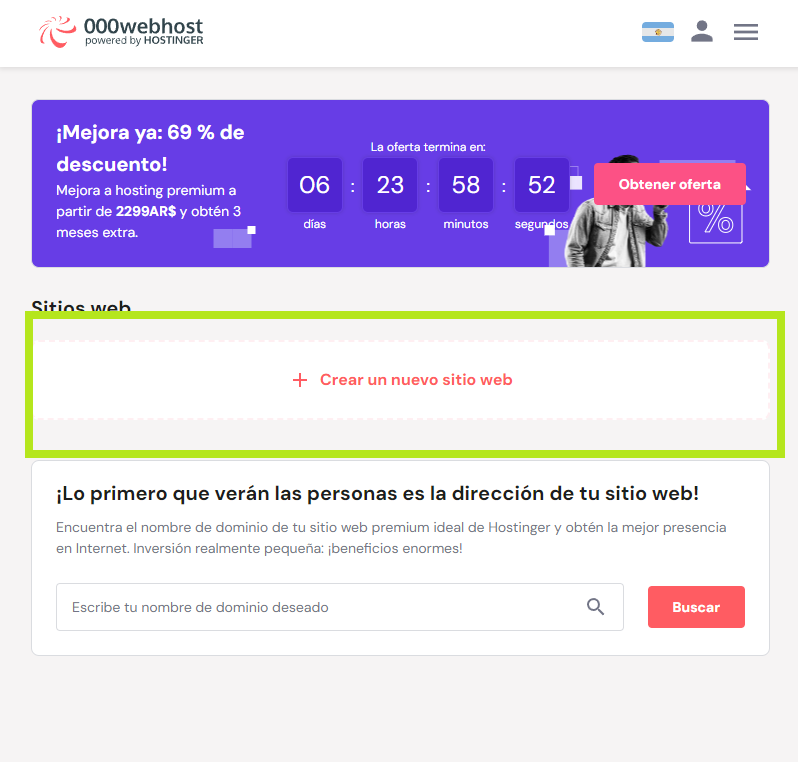 000webhost
powered by HOSTINGER
¡Mejora ya: 69 % de
descuento!
Mejora a hosting premium a
partir de 2299AR$ y obtén 3
meses extra.
La oferta termina en:
06 : 23 : 58 : 52
días horas minutos segundos
Obtener oferta
%
Sitios web
+ Crear un nuevo sitio web
¡Lo primero que verán las personas es la dirección de tu sitio web!
Encuentra el nombre de dominio de tu sitio web premium ideal de Hostinger y obtén la mejor presencia
en Internet. Inversión realmente pequeña: ¡beneficios enormes!
Escribe tu nombre de dominio deseado
Buscar